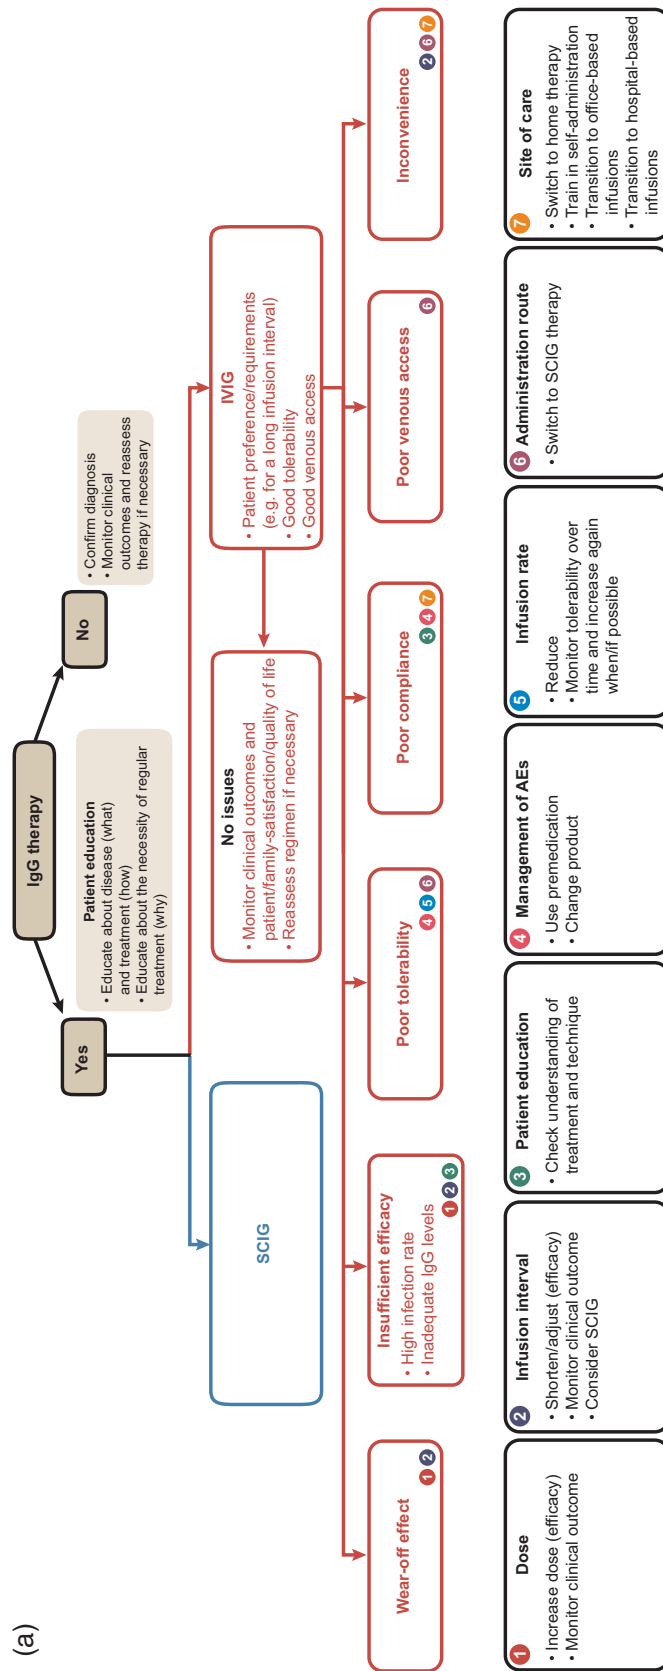 (a)
IgG therapy
Yes
No
Patient education
• Educate about disease (what)
and treatment (how)
• Educate about the necessity of regular
treatment (why)
• Confirm diagnosis
• Monitor clinical
outcomes and reassess
therapy if necessary
SCIG
No issues
• Monitor clinical outcomes and
patient/family-satisfaction/quality of life
• Reassess regimen if necessary
IVIG
• Patient preference/requirements
(e.g. for a long infusion interval)
• Good tolerability
• Good venous access
Wear-off effect
1 2
Insufficient efficacy
• High infection rate
• Inadequate IgG levels
1 2 3
Poor tolerability
4 5 6
Poor compliance
3 4 7
Poor venous access
6
Inconvenience
2 6 7
1 Dose
• Increase dose (efficacy)
• Monitor clinical outcome
2 Infusion interval
• Shorten/adjust (efficacy)
• Monitor clinical outcome
• Consider SCIG
3 Patient education
• Check understanding of
treatment and technique
4 Management of AEs
• Use premedication
• Change product
5 Infusion rate
• Reduce
• Monitor tolerability over
time and increase again
when/if possible
6 Administration route
• Switch to SCIG therapy
7 Site of care
• Switch to home therapy
• Train in self-administration
• Transition to office-based
infusions
• Transition to hospital-based
infusions